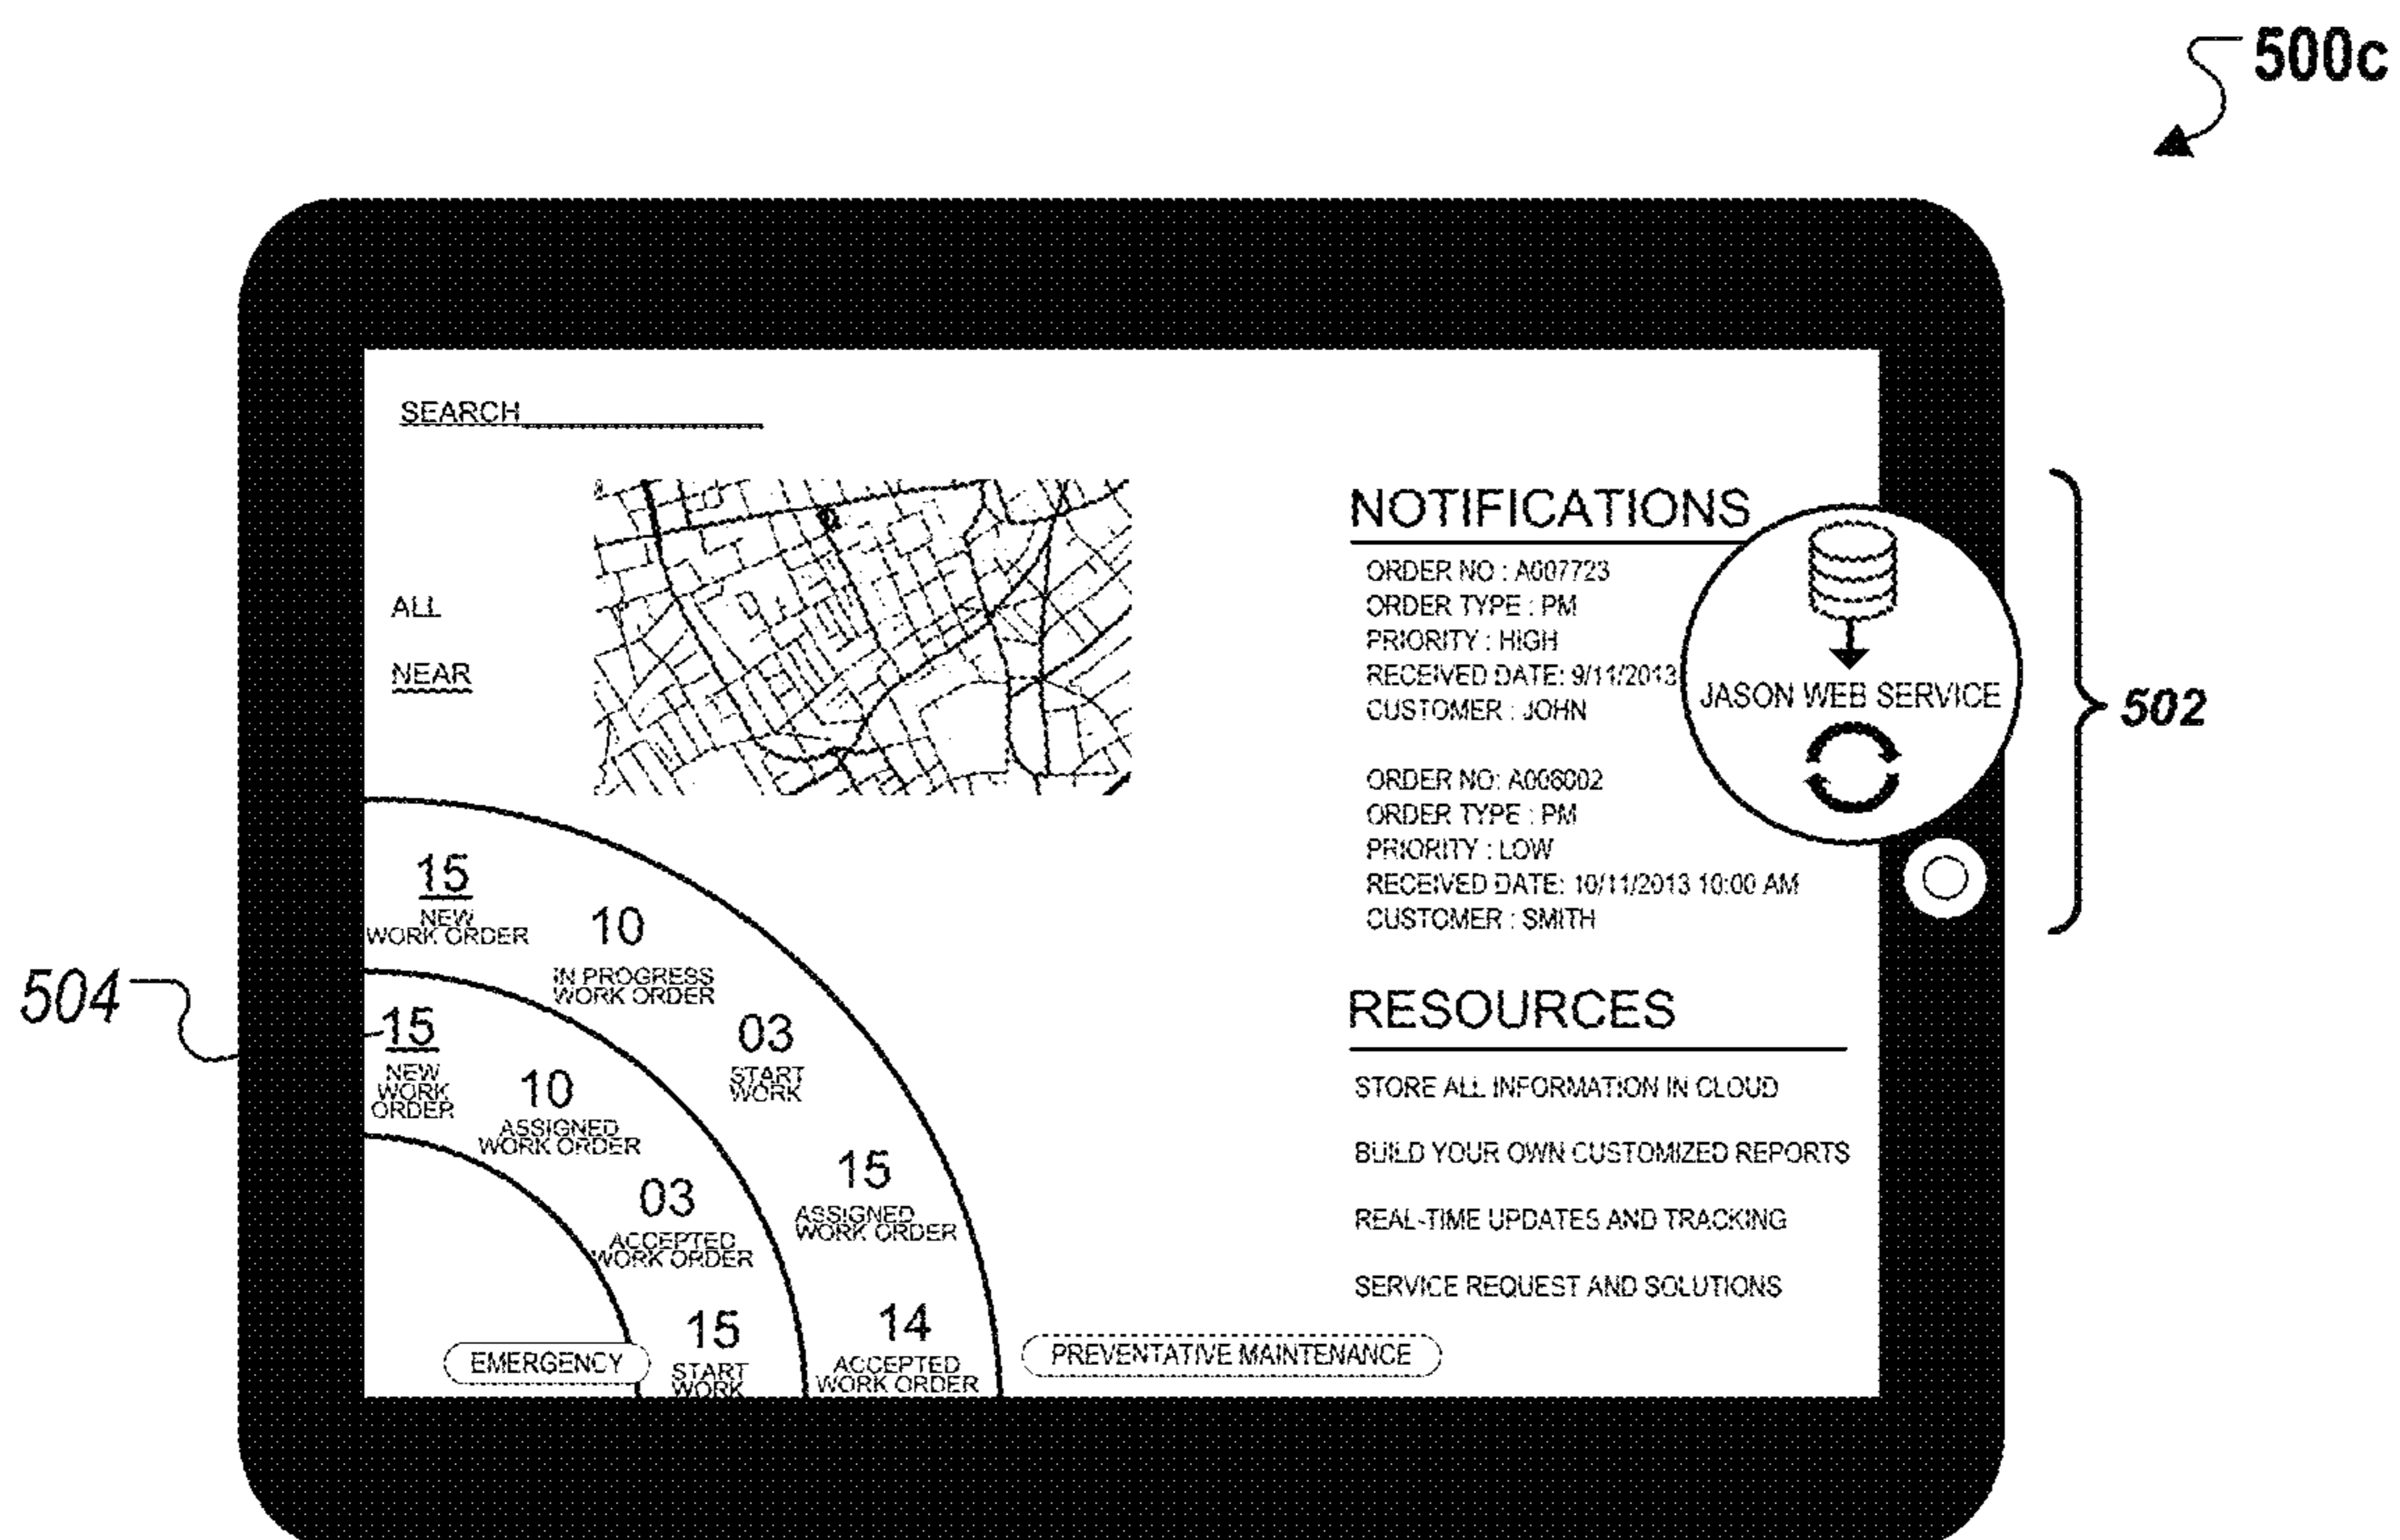 500c
SEARCH
ALL
NEAR
NOTIFICATIONS
ORDER NO : A007723
ORDER TYPE : PM
PRIORITY : HIGH
RECEIVED DATE: 9/11/2013
CUSTOMER : JOHN
ORDER NO: A006002
ORDER TYPE : PM
PRIORITY : LOW
RECEIVED DATE: 10/11/2013 10:00 AM
CUSTOMER : SMITH
JASON WEB SERVICE
502
504
15
NEW
WORK ORDER
10
IN PROGRESS
WORK ORDER
03
START
WORK
15
ASSIGNED
WORK ORDER
14
ACCEPTED
WORK ORDER
15
NEW
WORK
ORDER
10
ASSIGNED
WORK ORDER
03
ACCEPTED
WORK ORDER
15
START
WORK
EMERGENCY
PREVENTATIVE MAINTENANCE
RESOURCES
STORE ALL INFORMATION IN CLOUD
BUILD YOUR OWN CUSTOMIZED REPORTS
REAL-TIME UPDATES AND TRACKING
SERVICE REQUEST AND SOLUTIONS